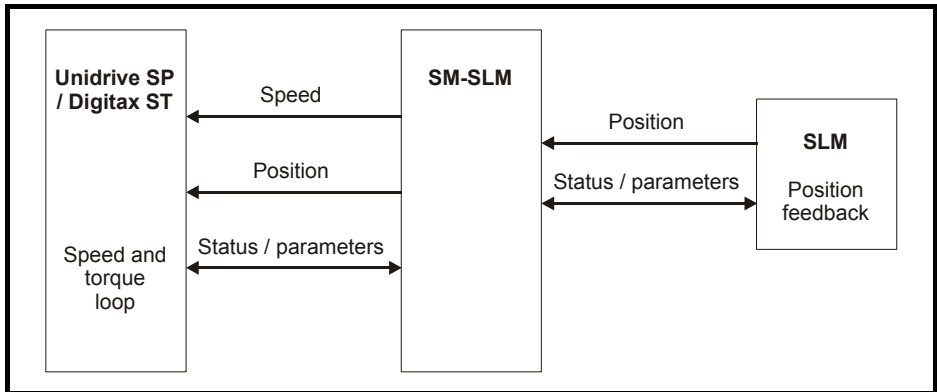 Unidrive SP
/ Digitax ST
Speed and
torque
loop
Speed
Position
Status / parameters
SM-SLM
Position
Status / parameters
SLM
Position
feedback